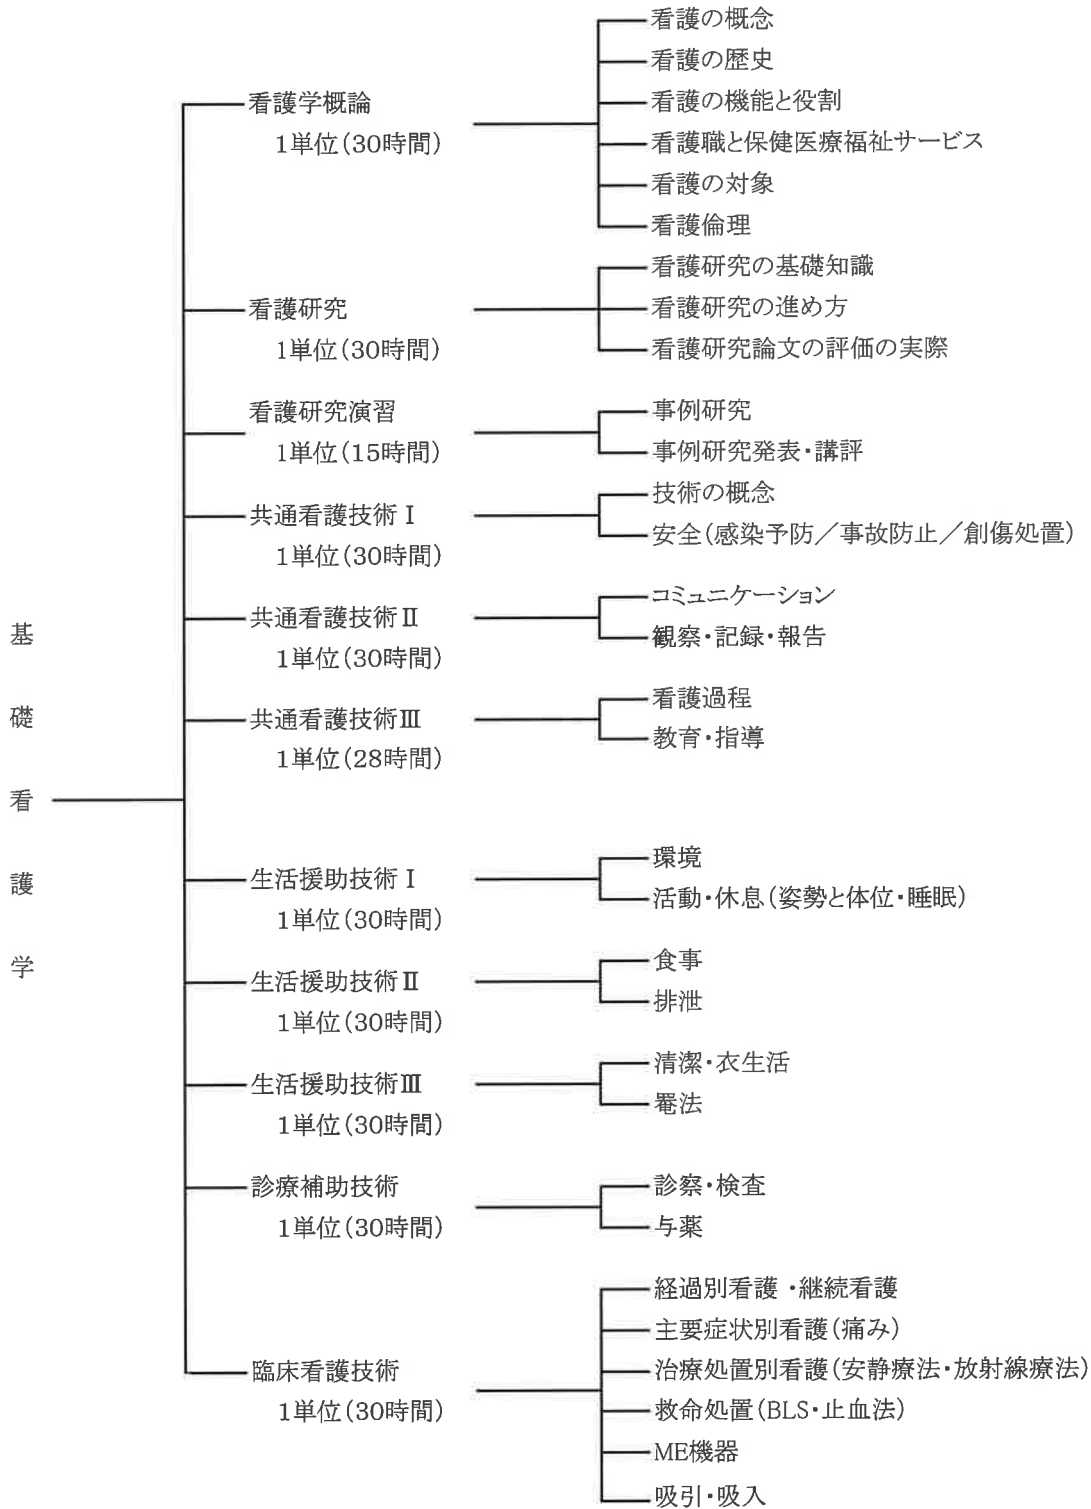 基礎看護学
看護学概論
1単位(30時間)
看護の概念
看護の歴史
看護の機能と役割
看護職と保健医療福祉サービス
看護の対象
看護倫理
看護研究
1単位(30時間)
看護研究の基礎知識
看護研究の進め方
看護研究論文の評価の実際
看護研究演習
1単位(15時間)
事例研究
事例研究発表・講評
共通看護技術Ⅰ
1単位(30時間)
技術の概念
安全(感染予防／事故防止／創傷処置)
共通看護技術Ⅱ
1単位(30時間)
コミュニケーション
観察・記録・報告
共通看護技術Ⅲ
1単位(28時間)
看護過程
教育・指導
生活援助技術Ⅰ
1単位(30時間)
環境
活動・休息(姿勢と体位・睡眠)
生活援助技術Ⅱ
1単位(30時間)
食事
排泄
生活援助技術Ⅲ
1単位(30時間)
清潔・衣生活
罨法
診療補助技術
1単位(30時間)
診察・検査
与薬
臨床看護技術
1単位(30時間)
経過別看護・継続看護
主要症状別看護(痛み)
治療処置別看護(安静療法・放射線療法)
救命処置(BLS・止血法)
ME機器
吸引・吸入